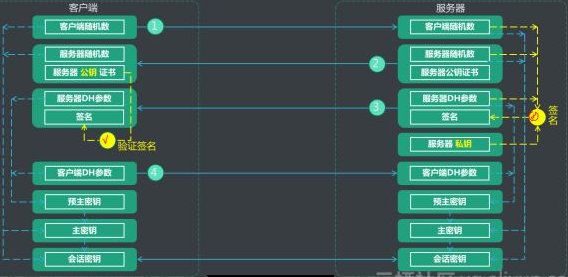 客户端
服务器
客户端随机数
①
客户端随机数
服务器随机数
服务器 公钥 证书
②
服务器随机数
服务器公钥证书
服务器DH参数
签名
③
服务器DH参数
签名
签名
验证签名
服务器 私钥
客户端DH参数
④
客户端DH参数
预主密钥
预主密钥
主密钥
主密钥
会话密钥
会话密钥